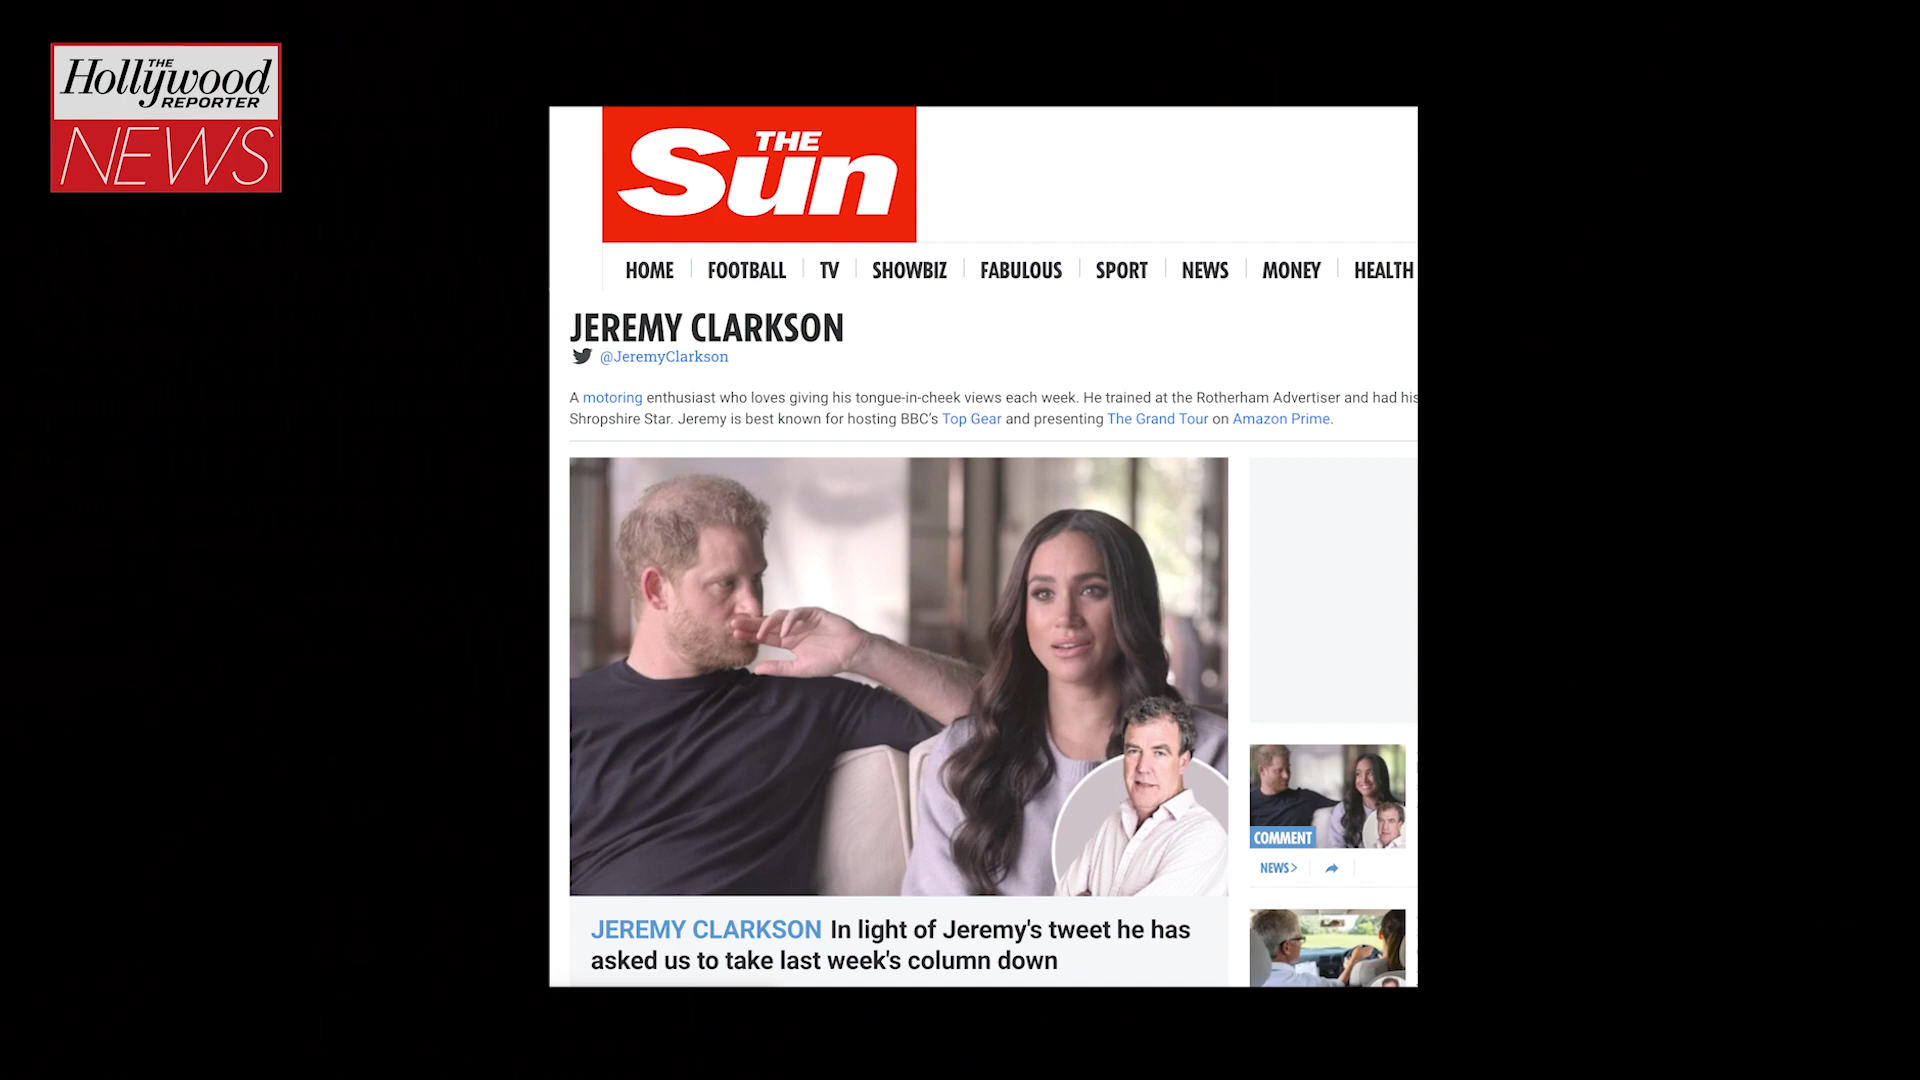 THE
Hollywood
REPORTER
NEWS
THE
Sun
HOME FOOTBALL TV SHOWBIZ FABULOUS SPORT NEWS MONEY HEALTH
JEREMY CLARKSON
@JeremyClarkson
A motoring enthusiast who loves giving his tongue-in-cheek views each week. He trained at the Rotherham Advertiser and had his
Shropshire Star. Jeremy is best known for hosting BBC's Top Gear and presenting The Grand Tour on Amazon Prime.
COMMENT
NEWS>
JEREMY CLARKSON In light of Jeremy's tweet he has
asked us to take last week's column down